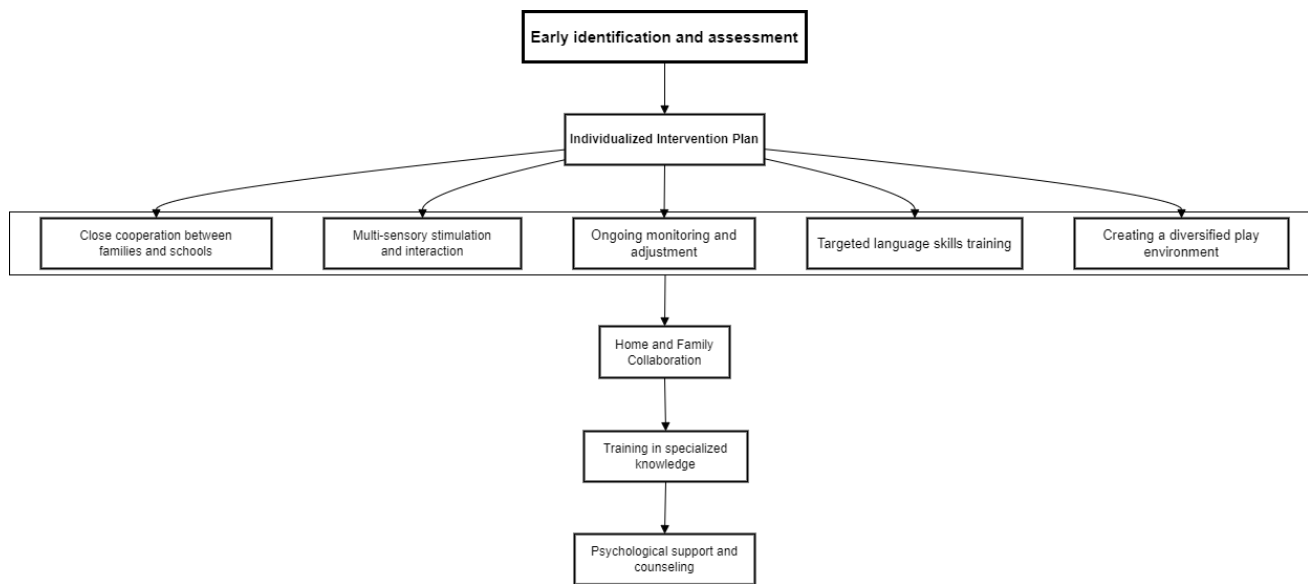 Early identification and assessment
Individualized Intervention Plan
Close cooperation between
families and schools
Multi-sensory stimulation
and interaction
Ongoing monitoring and
adjustment
Targeted language skills training
Creating a diversified play
environment
Home and Family
Collaboration
Training in specialized
knowledge
Psychological support and
counseling